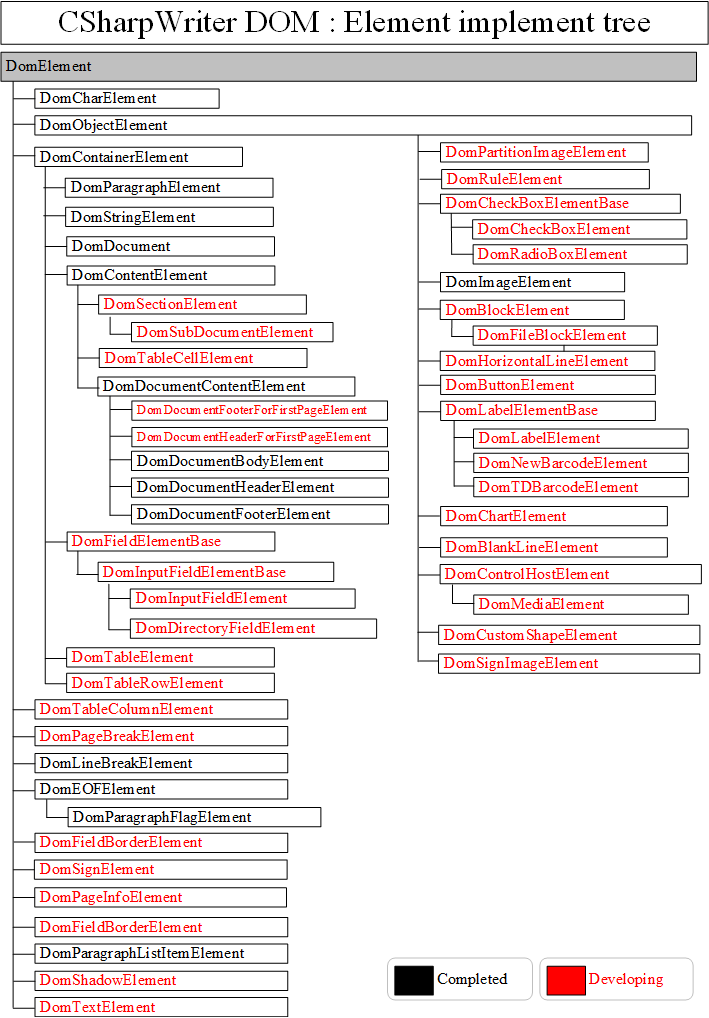 CSharpWriter DOM : Element implement tree
DomElement
DomCharElement
DomObjectElement
DomContainerElement
DomParagraphElement
DomStringElement
DomDocument
DomContentElement
DomSectionElement
DomSubDocumentElement
DomTableCellElement
DomDocumentContentElement
DomDocumentFooterForFirstPageElement
DomDocumentHeaderForFirstPageElement
DomDocumentBodyElement
DomDocumentHeaderElement
DomDocumentFooterElement
DomFieldElementBase
DomInputFieldElementBase
DomInputFieldElement
DomDirectoryFieldElement
DomTableElement
DomTableRowElement
DomTableColumnElement
DomPageBreakElement
DomLineBreakElement
DomEOFElement
DomParagraphFlagElement
DomFieldBorderElement
DomSignElement
DomPageInfoElement
DomFieldBorderElement
DomParagraphListItemElement
DomShadowElement
DomTextElement
DomPartitionImageElement
DomRuleElement
DomCheckBoxElementBase
DomCheckBoxElement
DomRadioBoxElement
DomImageElement
DomBlockElement
DomFileBlockElement
DomHorizontalLineElement
DomButtonElement
DomLabelElementBase
DomLabelElement
DomNewBarcodeElement
DomTDBarcodeElement
DomChartElement
DomBlankLineElement
DomControlHostElement
DomMediaElement
DomCustomShapeElement
DomSignImageElement
Completed
Developing